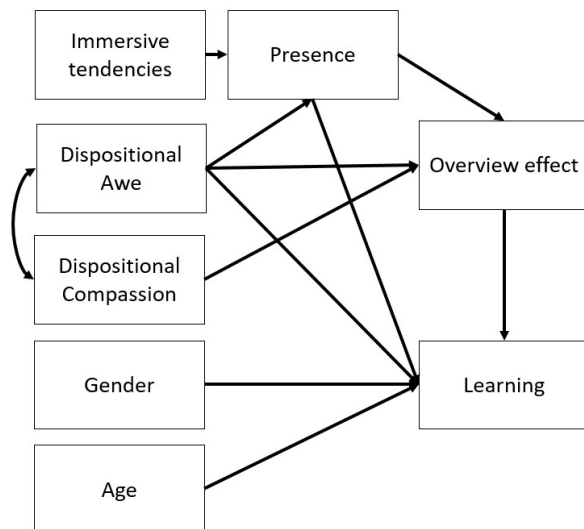 Immersive
tendencies
Presence
Dispositional
Awe
Overview effect
Dispositional
Compassion
Gender
Learning
Age